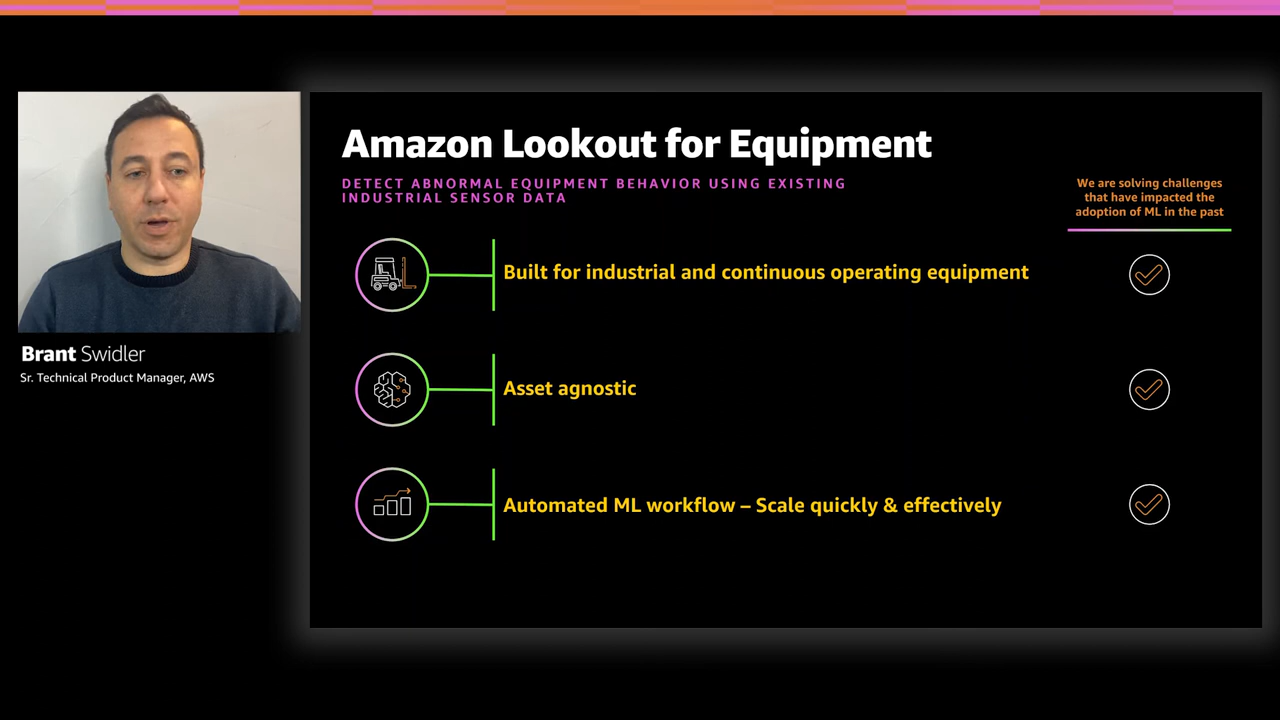 Amazon Lookout for Equipment
DETECT ABNORMAL EQUIPMENT BEHAVIOR USING EXISTING
INDUSTRIAL SENSOR DATA
We are solving challenges
that have impacted the
adoption of ML in the past
Built for industrial and continuous operating equipment
Asset agnostic
Automated ML workflow – Scale quickly & effectively
Brant Swidler
Sr. Technical Product Manager, AWS